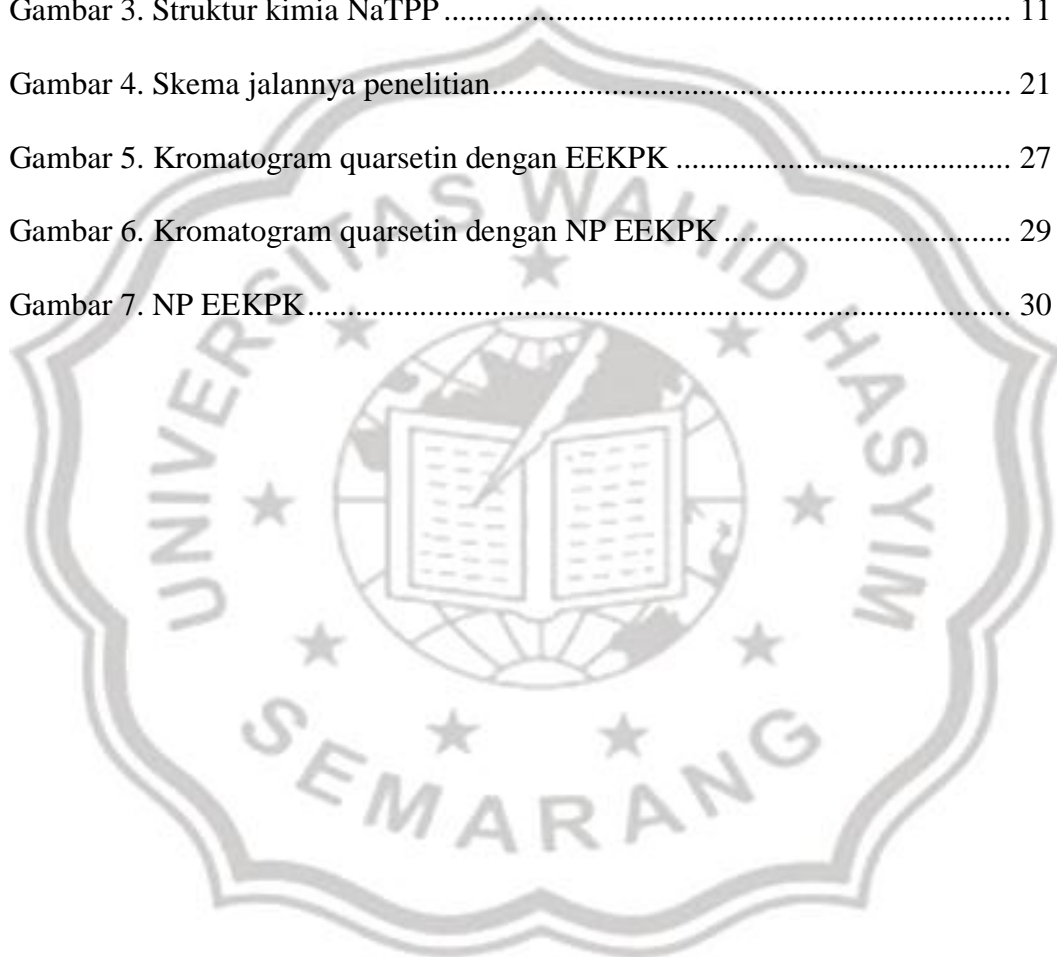 Gambar 3. Struktur kimia NaTPP ........................................................................ 11
Gambar 4. Skema jalannya penelitian.................................................................. 21
Gambar 5. Kromatogram quarsetin dengan EEKPK ........................................... 27
Gambar 6. Kromatogram quarsetin dengan NP EEKPK ..................................... 29
Gambar 7. NP EEKPK......................................................................................... 30
UNIVERSITAS WAHID HASYIM
SEMARANG